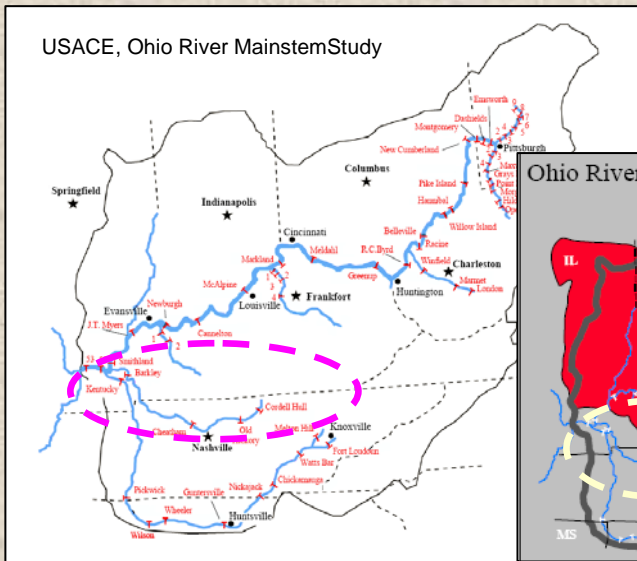 USACE, Ohio River MainstemStudy
Emsworth
Dashields
Montgomery
Pittsburgh
New Cumberland
Columbus
Ohio River
Springfield
Indianapolis
Pike Island
Hannibal
Willow Island
Cincinnati
Belleville
Racine
IL
Markland
Meldahl
R.C.Byrd
Winfield
Charleston
McAlpine
Greenup
Marmet
London
Evansville
Newburgh
Louisville
Frankfort
Huntington
J.T. Myers
Cannelton
1
2
53
Smithland
Barkley
Kentucky
Cordell Hull
Cheatham
Old
Nashville
Melton Hill
Knoxville
Fort Loudoun
Watts Bar
Chickamauga
Pickwick
Guntersville
Nickajack
Wheeler
Huntsville
Wilson
MS